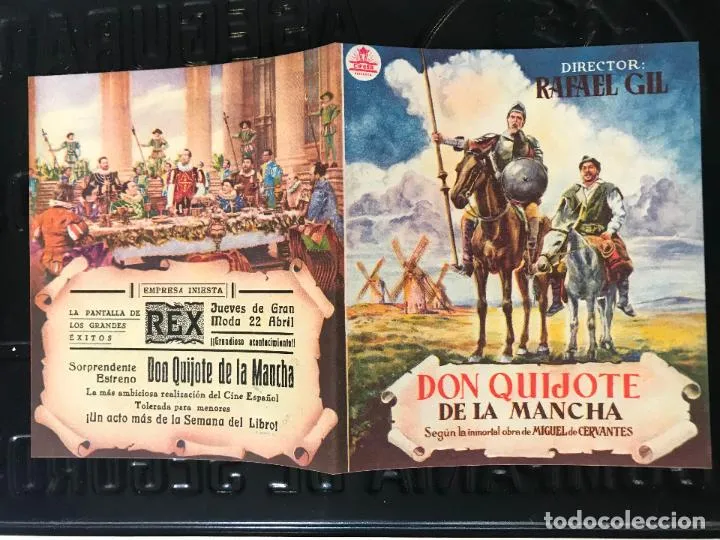 EMPRESA INIESTA
LA PANTALLA DE
LOS GRANDES
ÉXITOS
REX
Jueves de Gran
Moda 22 Abril
¡¡Grandioso acontecimiento!!
Sorprendente
Estreno
Don Quijote de la Mancha
La más ambiciosa realización del Cine Español
Tolerada para menores
¡Un acto más de la Semana del Libro!
DIRECTOR:
RAFAEL GIL
DON QUIJOTE
DE LA MANCHA
Según la inmortal obra de MIGUEL de CERVANTES
todocoleccion